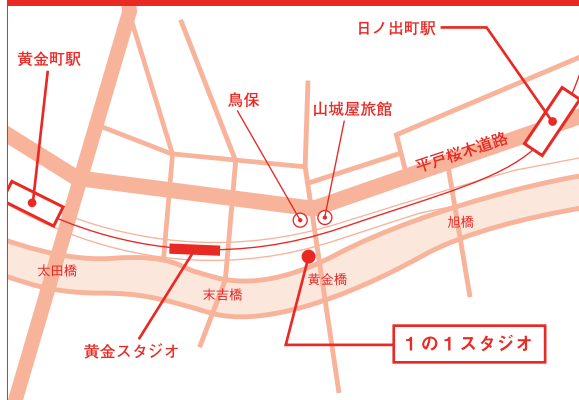 日ノ出町駅
黄金町駅
鳥保
山城屋旅館
平戸桜木道路
旭橋
太田橋
末吉橋
黄金橋
黄金スタジオ
1の1スタジオ